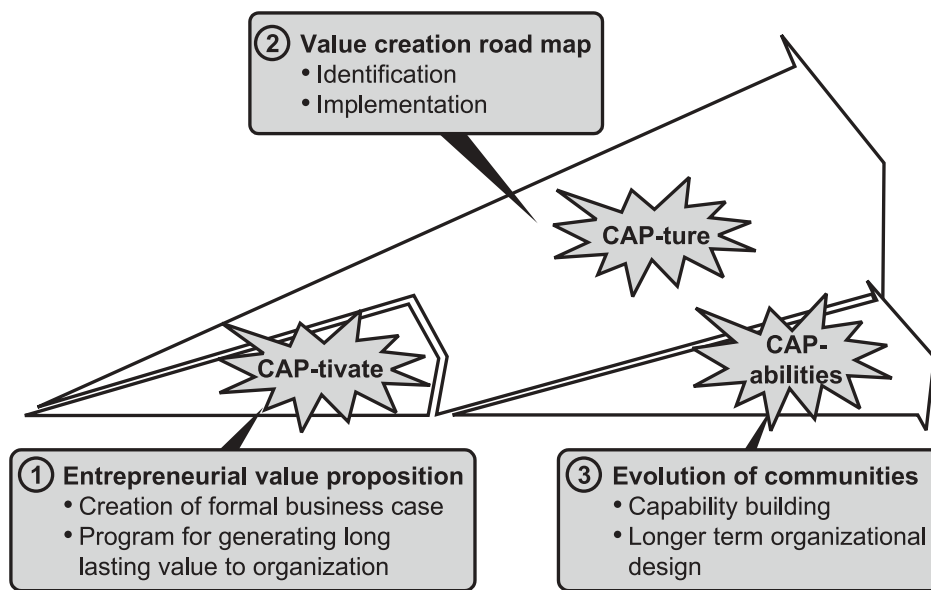 2 Value creation road map
• Identification
• Implementation
CAP-ture
CAP-tivate
CAP-
abilities
1 Entrepreneurial value proposition
• Creation of formal business case
• Program for generating long
lasting value to organization
3 Evolution of communities
• Capability building
• Longer term organizational
design